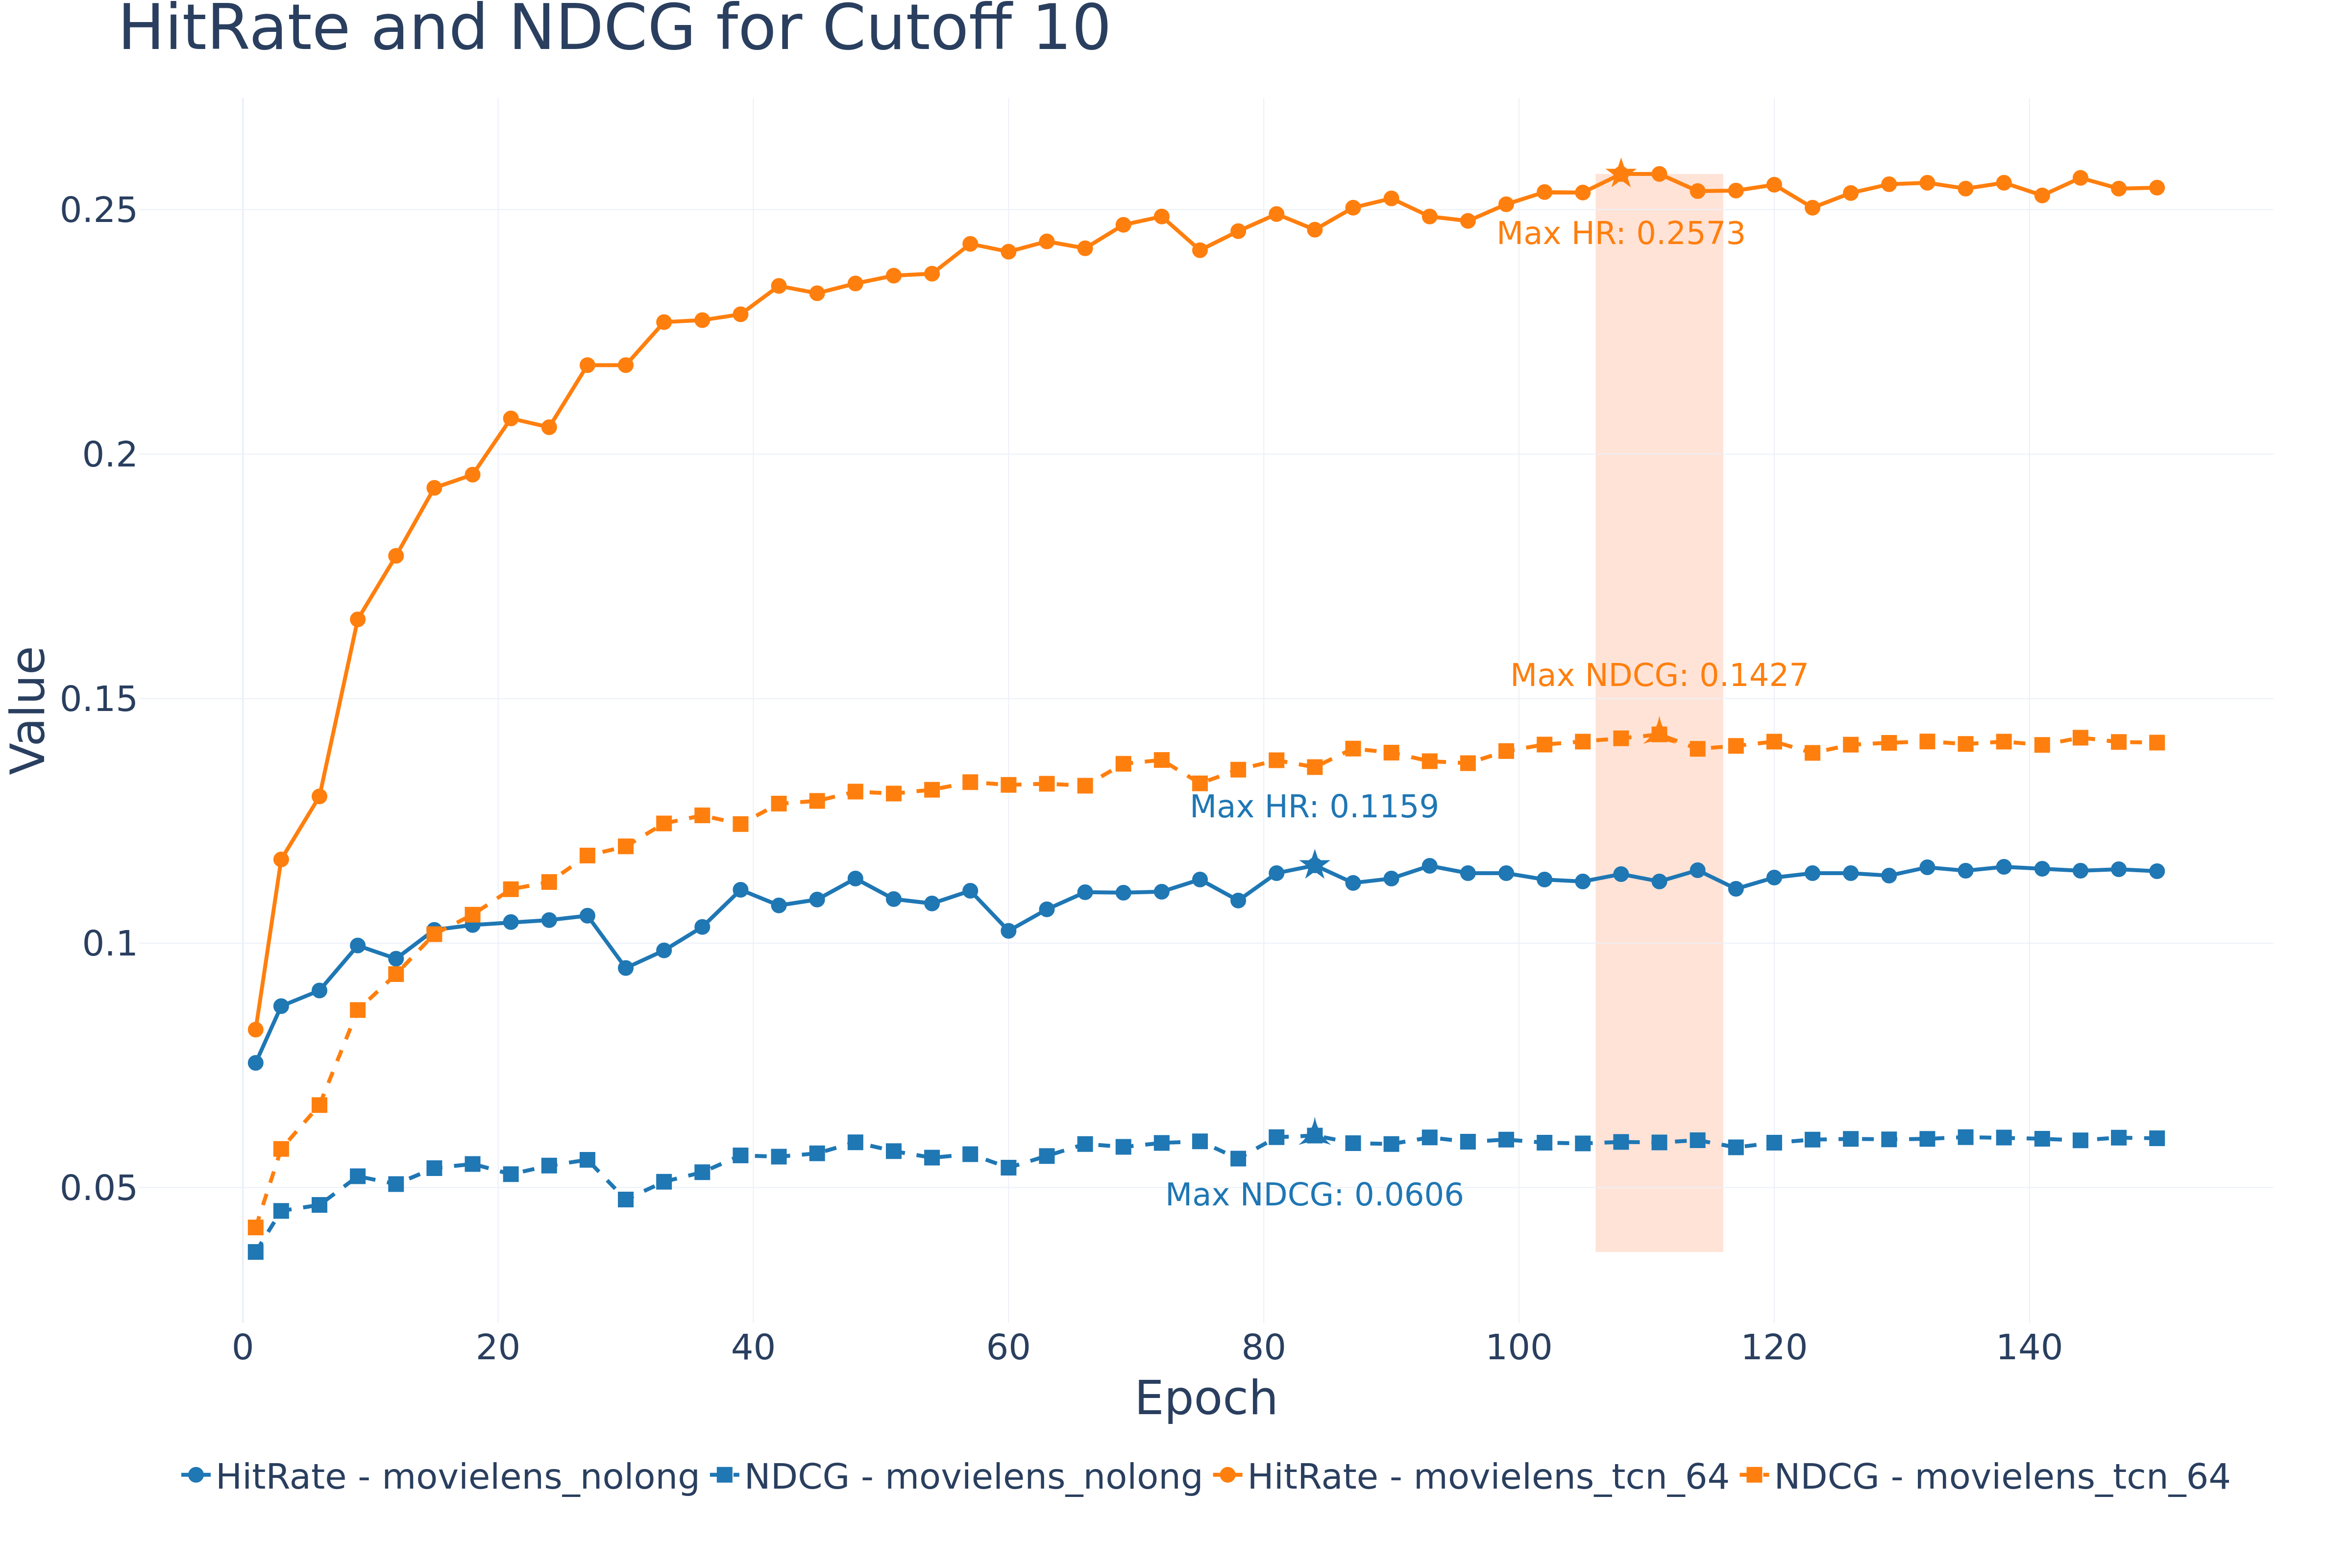 HitRate and NDCG for Cutoff 10
Value
0.25
0.2
0.15
0.1
0.05
Max HR: 0.2573
Max NDCG: 0.1427
Max HR: 0.1159
Max NDCG: 0.0606
0 20 40 60 80 100 120 140
Epoch
HitRate - movielens_nolong NDCG - movielens_nolong HitRate - movielens_tcn_64 NDCG - movielens_tcn_64